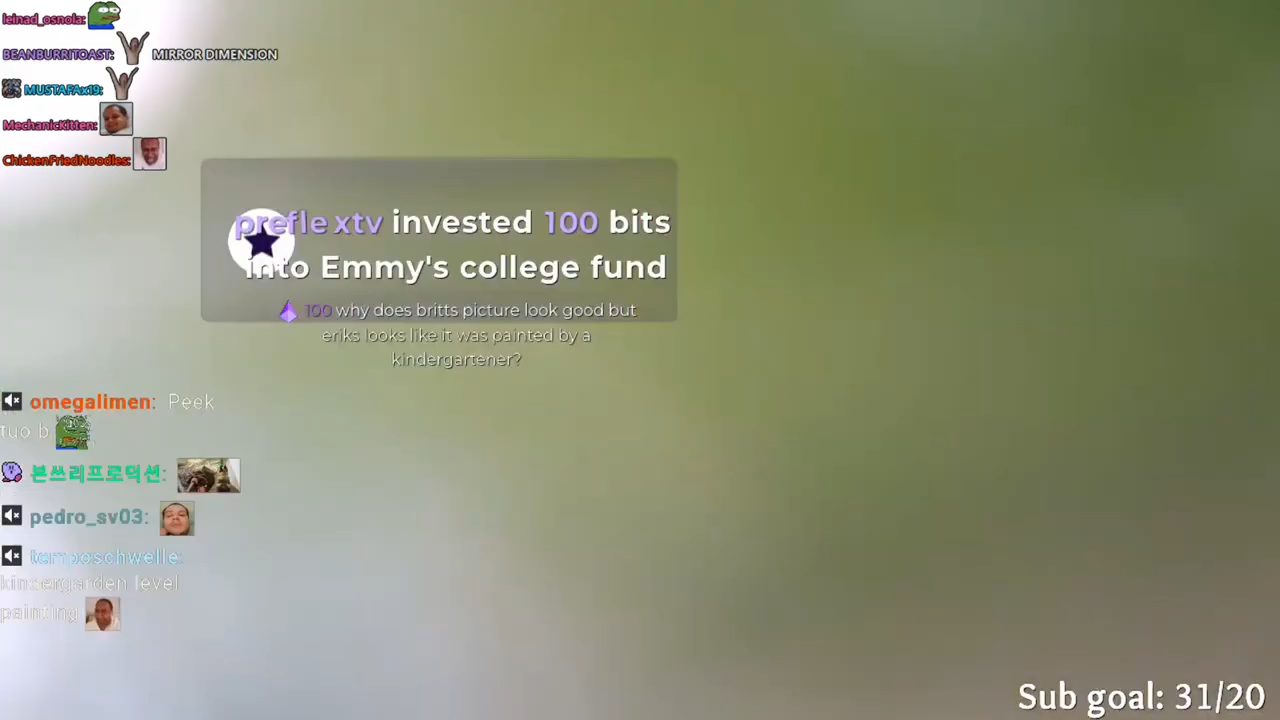 leinad_osnola:
BEANBURRITOAST: MIRROR DIMENSION
MUSTAFAx19:
MechanicKitten:
ChickenFriedNoodles:
preflextv invested 100 bits
into Emmy's college fund
100 why does britts picture look good but
eriks looks like it was painted by a
kindergartener?
omegalimen: Peek
tuo b
본쓰리프로덕션:
pedro_sv03:
temposchwelle:
kindergarden level
painting
Sub goal: 31/20